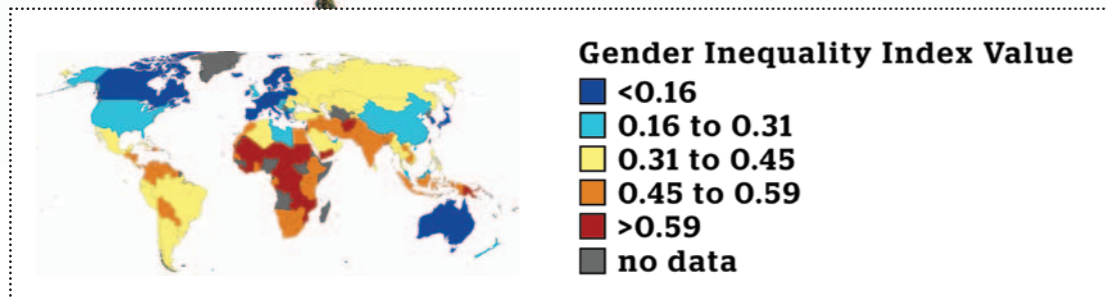 Gender Inequality Index Value
<0.16
0.16 to 0.31
0.31 to 0.45
0.45 to 0.59
>0.59
no data